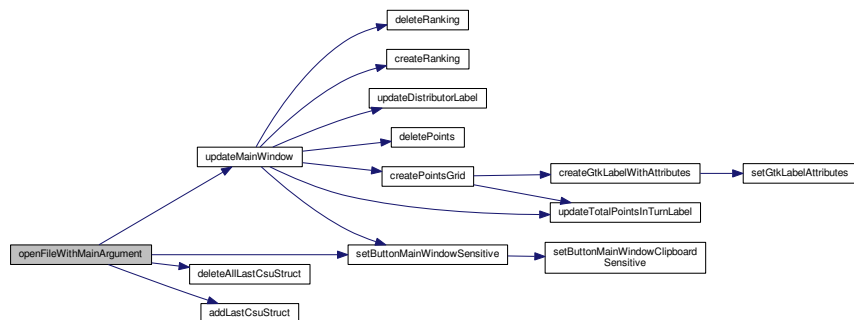 deleteRanking
createRanking
updateDistributorLabel
deletePoints
updateMainWindow
createPointsGrid
createGtkLabelWithAttributes
setGtkLabelAttributes
updateTotalPointsInTurnLabel
openFileWithMainArgument
setButtonMainWindowSensitive
setButtonMainWindowClipboard
Sensitive
deleteAllLastCsuStruct
addLastCsuStruct